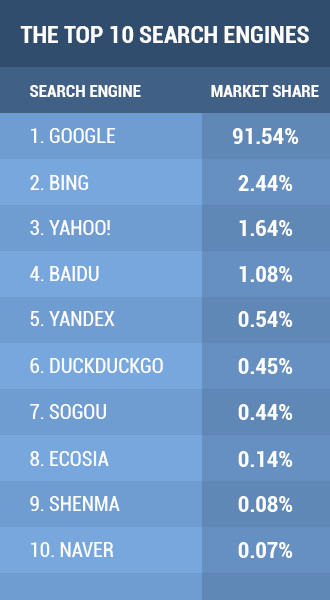 THE TOP 10 SEARCH ENGINES
SEARCH ENGINE MARKET SHARE
1. GOOGLE 91.54%
2. BING 2.44%
3. YAHOO! 1.64%
4. BAIDU 1.08%
5. YANDEX 0.54%
6. DUCKDUCKGO 0.45%
7. SOGOU 0.44%
8. ECOSIA 0.14%
9. SHENMA 0.08%
10. NAVER 0.07%